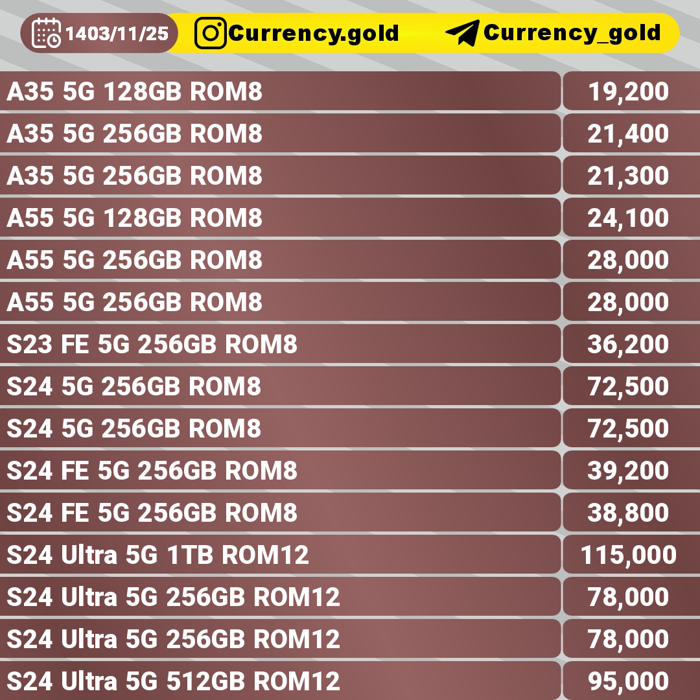 1403/11/25 Currency.gold Currency_gold
A35 5G 128GB ROM8 19,200
A35 5G 256GB ROM8 21,400
A35 5G 256GB ROM8 21,300
A55 5G 128GB ROM8 24,100
A55 5G 256GB ROM8 28,000
A55 5G 256GB ROM8 28,000
S23 FE 5G 256GB ROM8 36,200
S24 5G 256GB ROM8 72,500
S24 5G 256GB ROM8 72,500
S24 FE 5G 256GB ROM8 39,200
S24 FE 5G 256GB ROM8 38,800
S24 Ultra 5G 1TB ROM12 115,000
S24 Ultra 5G 256GB ROM12 78,000
S24 Ultra 5G 256GB ROM12 78,000
S24 Ultra 5G 512GB ROM12 95,000